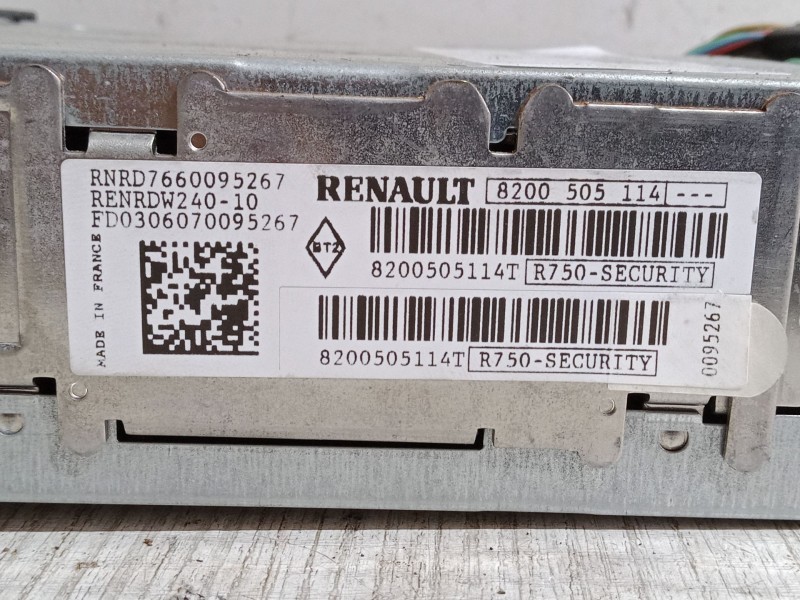 RNRD7660095267
RENRDW240-10
FD0306070095267
MADE IN FRANCE
RENAULT 8200 505 114 ---
8200505114T R750-SECURITY
8200505114T R750-SECURITY
0095267